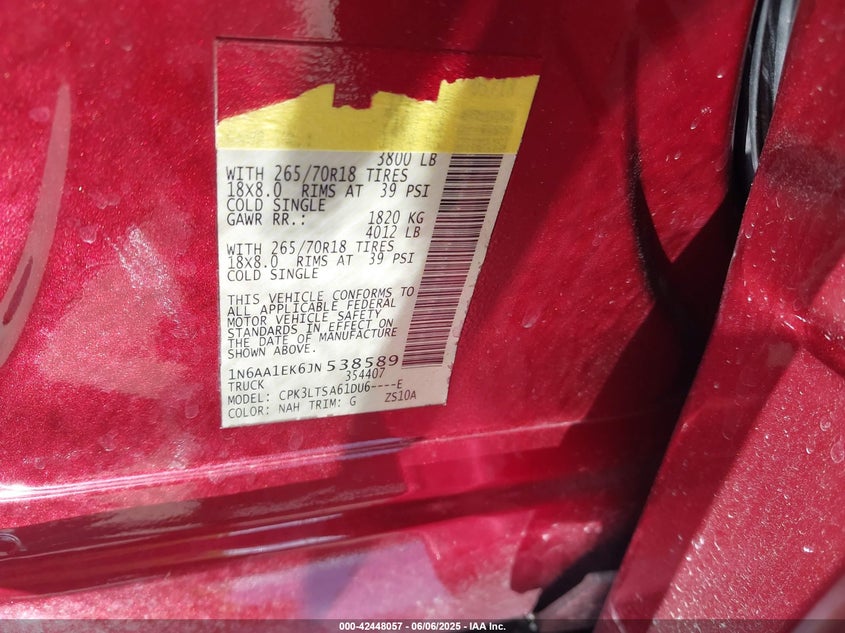 3800 LB
WITH 265/70R18 TIRES
18X8.0 RIMS AT 39 PSI
COLD SINGLE
GAWR RR.: 1820 KG
4012 LB
WITH 265/70R18 TIRES
18X8.0 RIMS AT 39 PSI
COLD SINGLE
THIS VEHICLE CONFORMS TO
ALL APPLICABLE FEDERAL
MOTOR VEHICLE SAFETY
STANDARDS IN EFFECT ON
THE DATE OF MANUFACTURE
SHOWN ABOVE.
1N6AA1EK6JN538589
TRUCK 354407
MODEL: CPK3LTSA61DU6----E
COLOR: NAH TRIM: G ZS10A
000-42448057 - 06/06/2025 - IAA Inc.